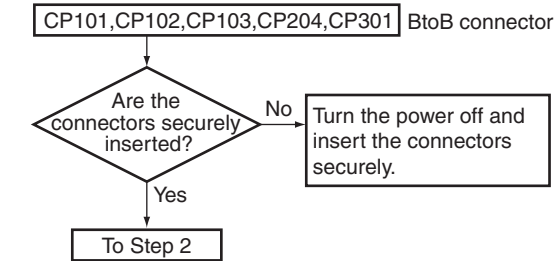 CP101,CP102,CP103,CP204,CP301 BtoB connector
Are the
connectors securely
inserted?
No
Turn the power off and
insert the connectors
securely.
Yes
To Step 2